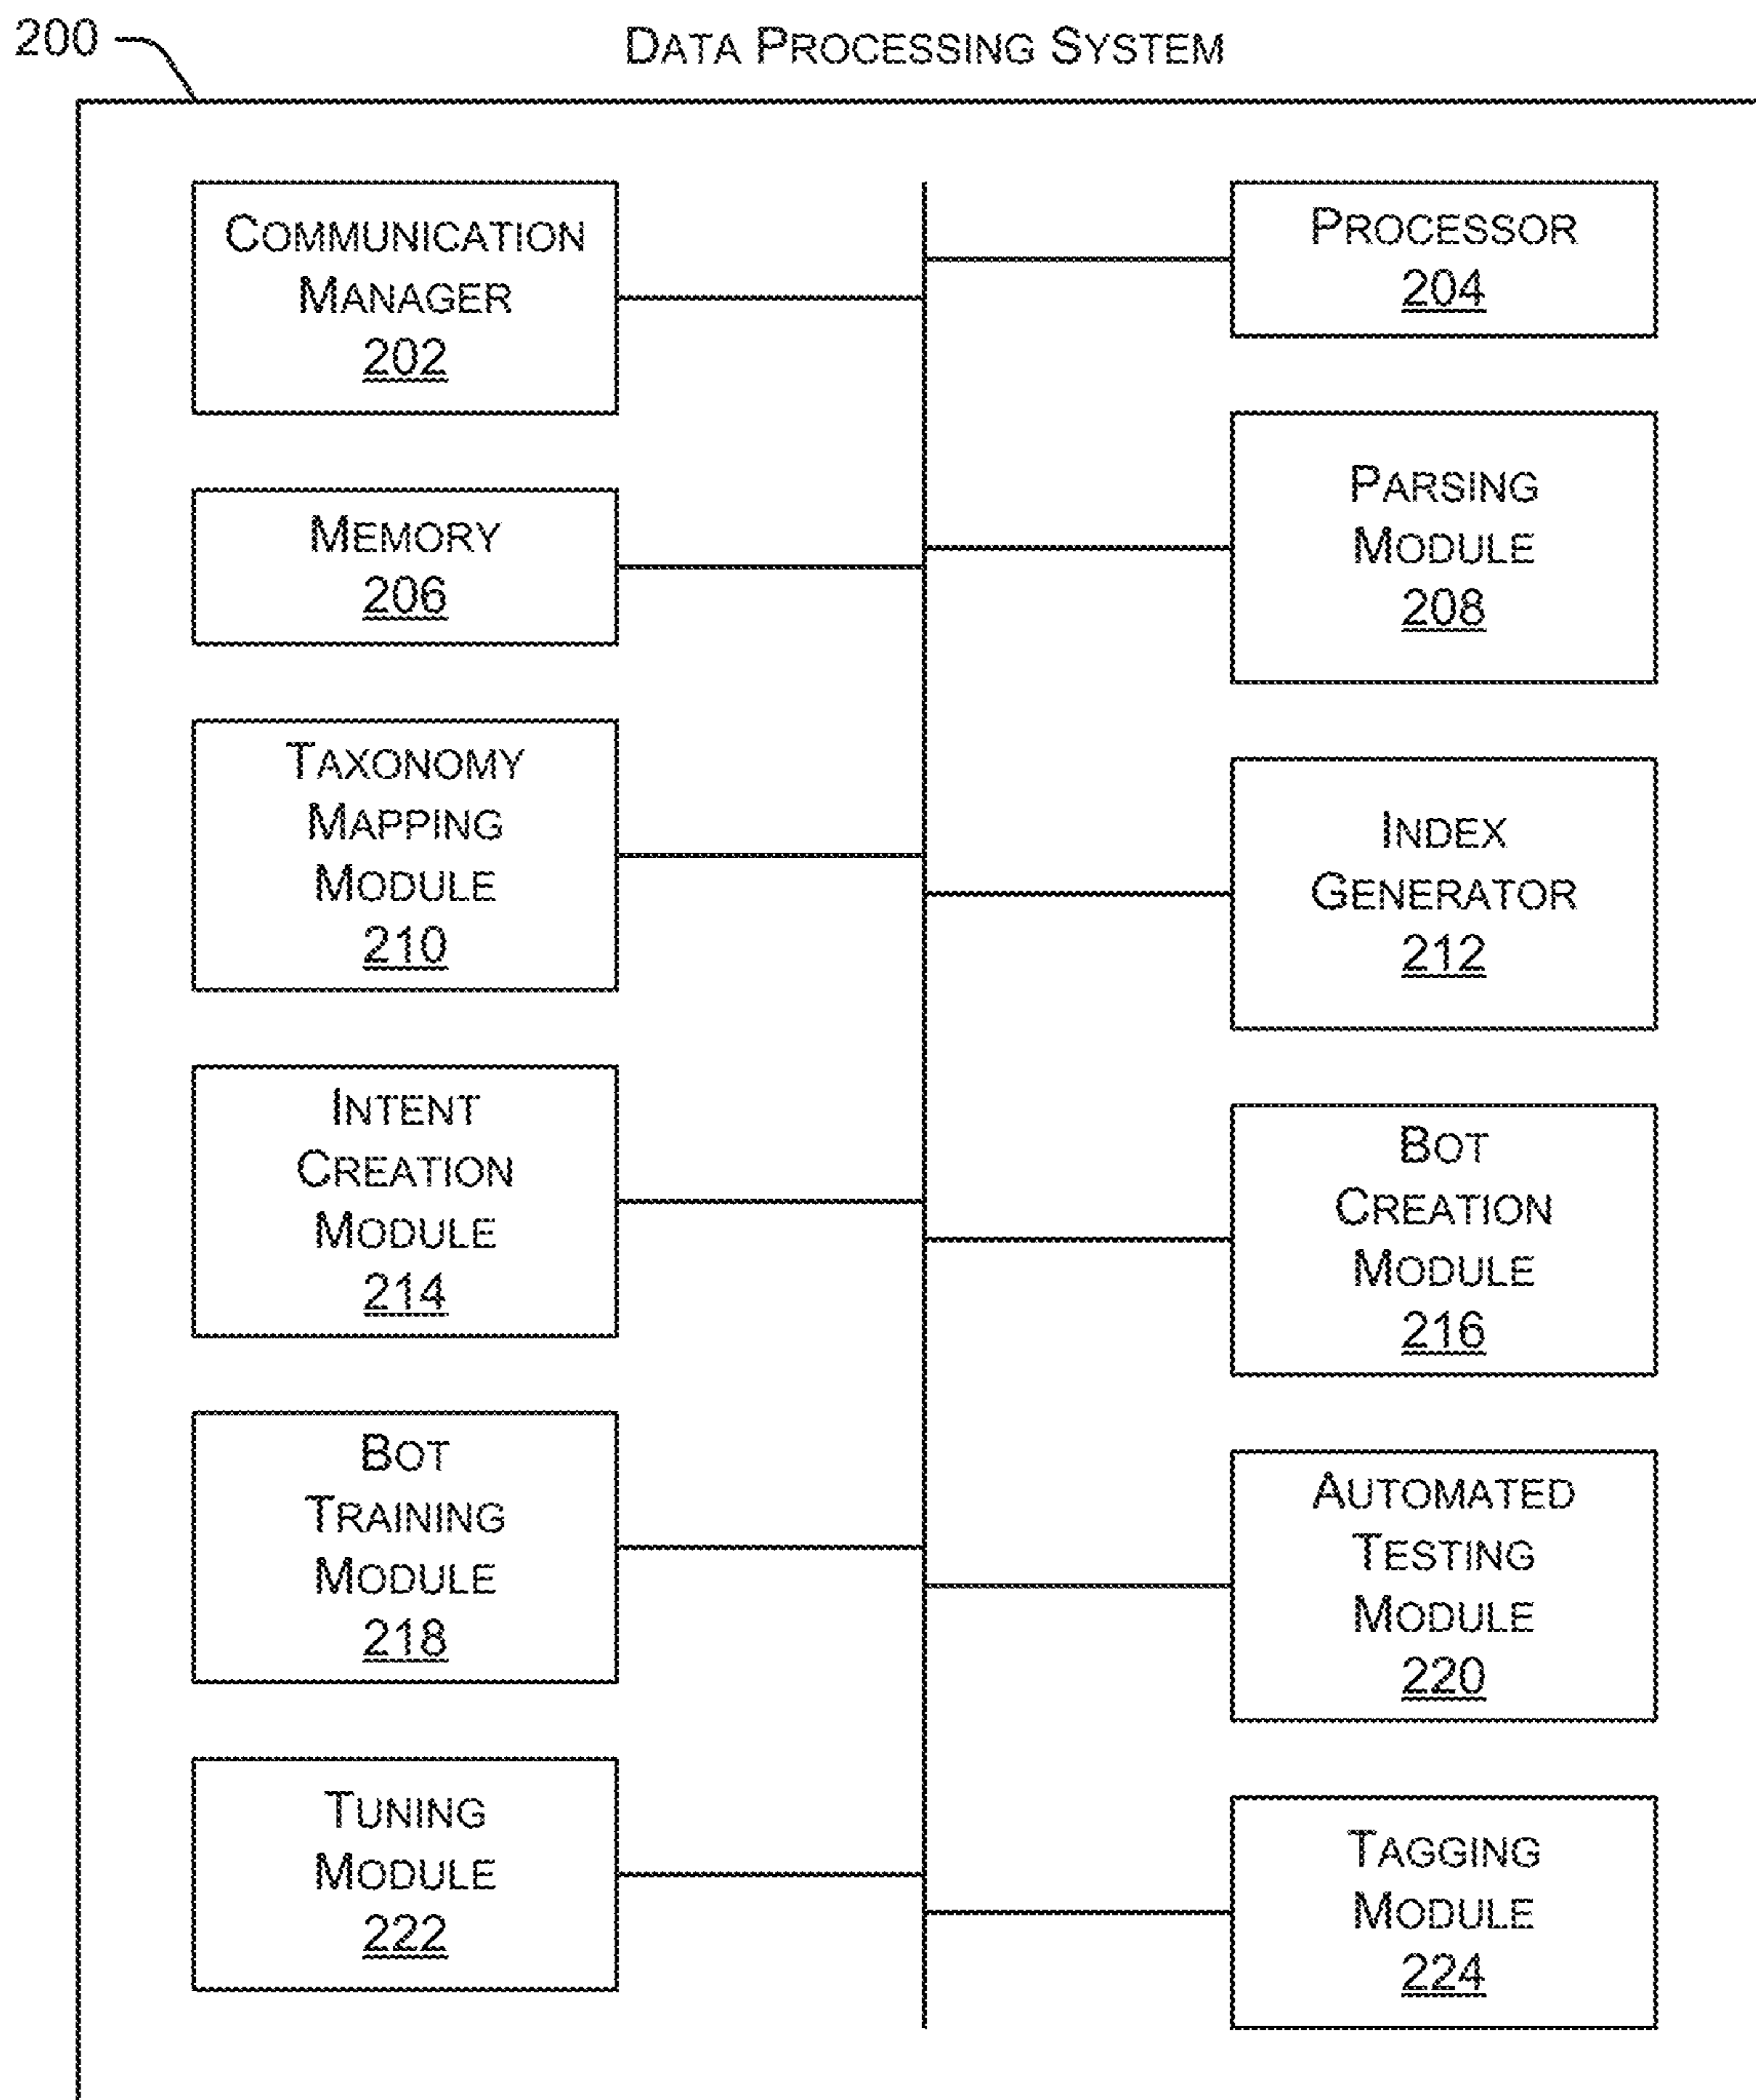 200
DATA PROCESSING SYSTEM
COMMUNICATION
MANAGER
202
PROCESSOR
204
MEMORY
206
PARSING
MODULE
208
TAXONOMY
MAPPING
MODULE
210
INDEX
GENERATOR
212
INTENT
CREATION
MODULE
214
BOT
CREATION
MODULE
216
BOT
TRAINING
MODULE
218
AUTOMATED
TESTING
MODULE
220
TUNING
MODULE
222
TAGGING
MODULE
224